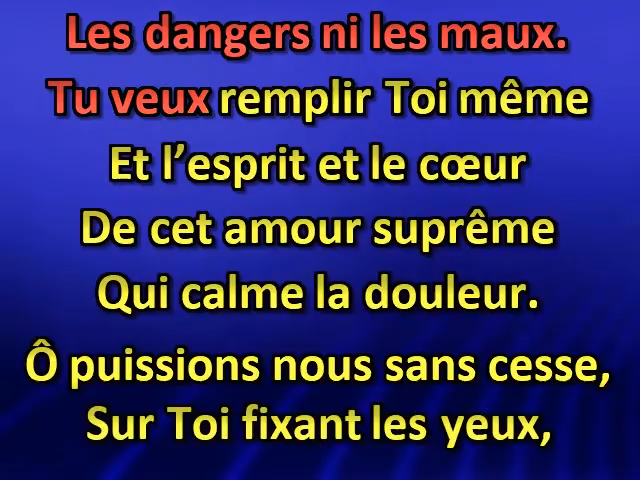 Les dangers ni les maux.
Tu veux remplir Toi même
Et l’esprit et le cœur
De cet amour suprême
Qui calme la douleur.
Ô puissions nous sans cesse,
Sur Toi fixant les yeux,